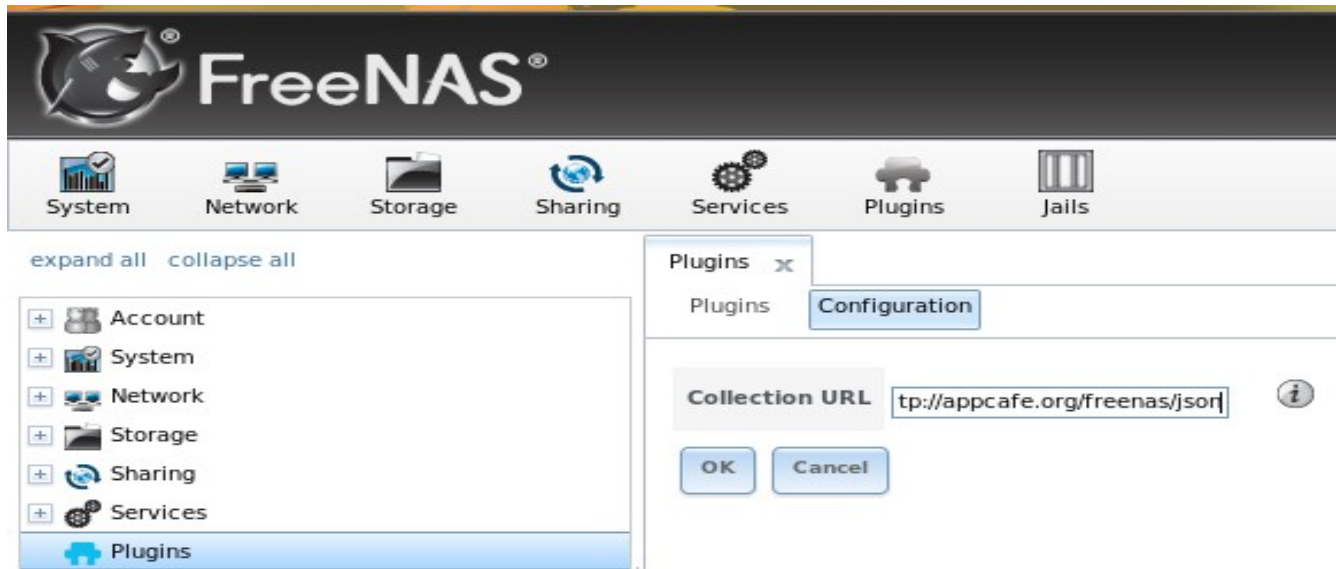 FreeNAS®
System Network Storage Sharing Services Plugins Jails
expand all collapse all
Account
System
Network
Storage
Sharing
Services
Plugins
Plugins x
Plugins Configuration
Collection URL tp://appcafe.org/freenas/json
OK Cancel